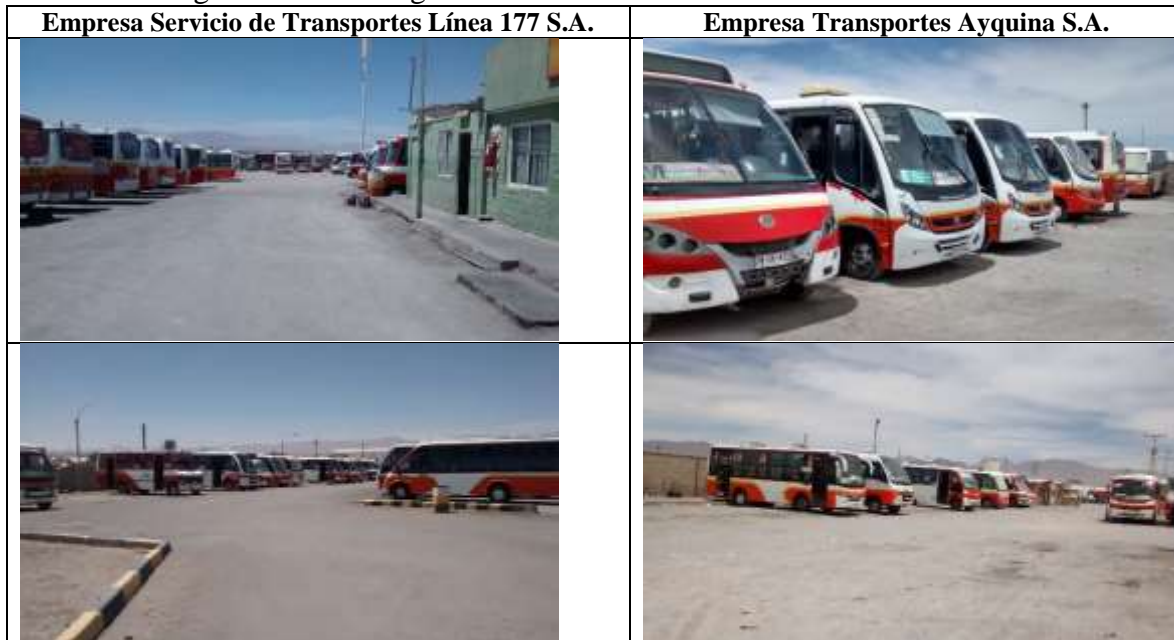 Empresa Servicio de Transportes Línea 177 S.A.
Empresa Transportes Ayquina S.A.